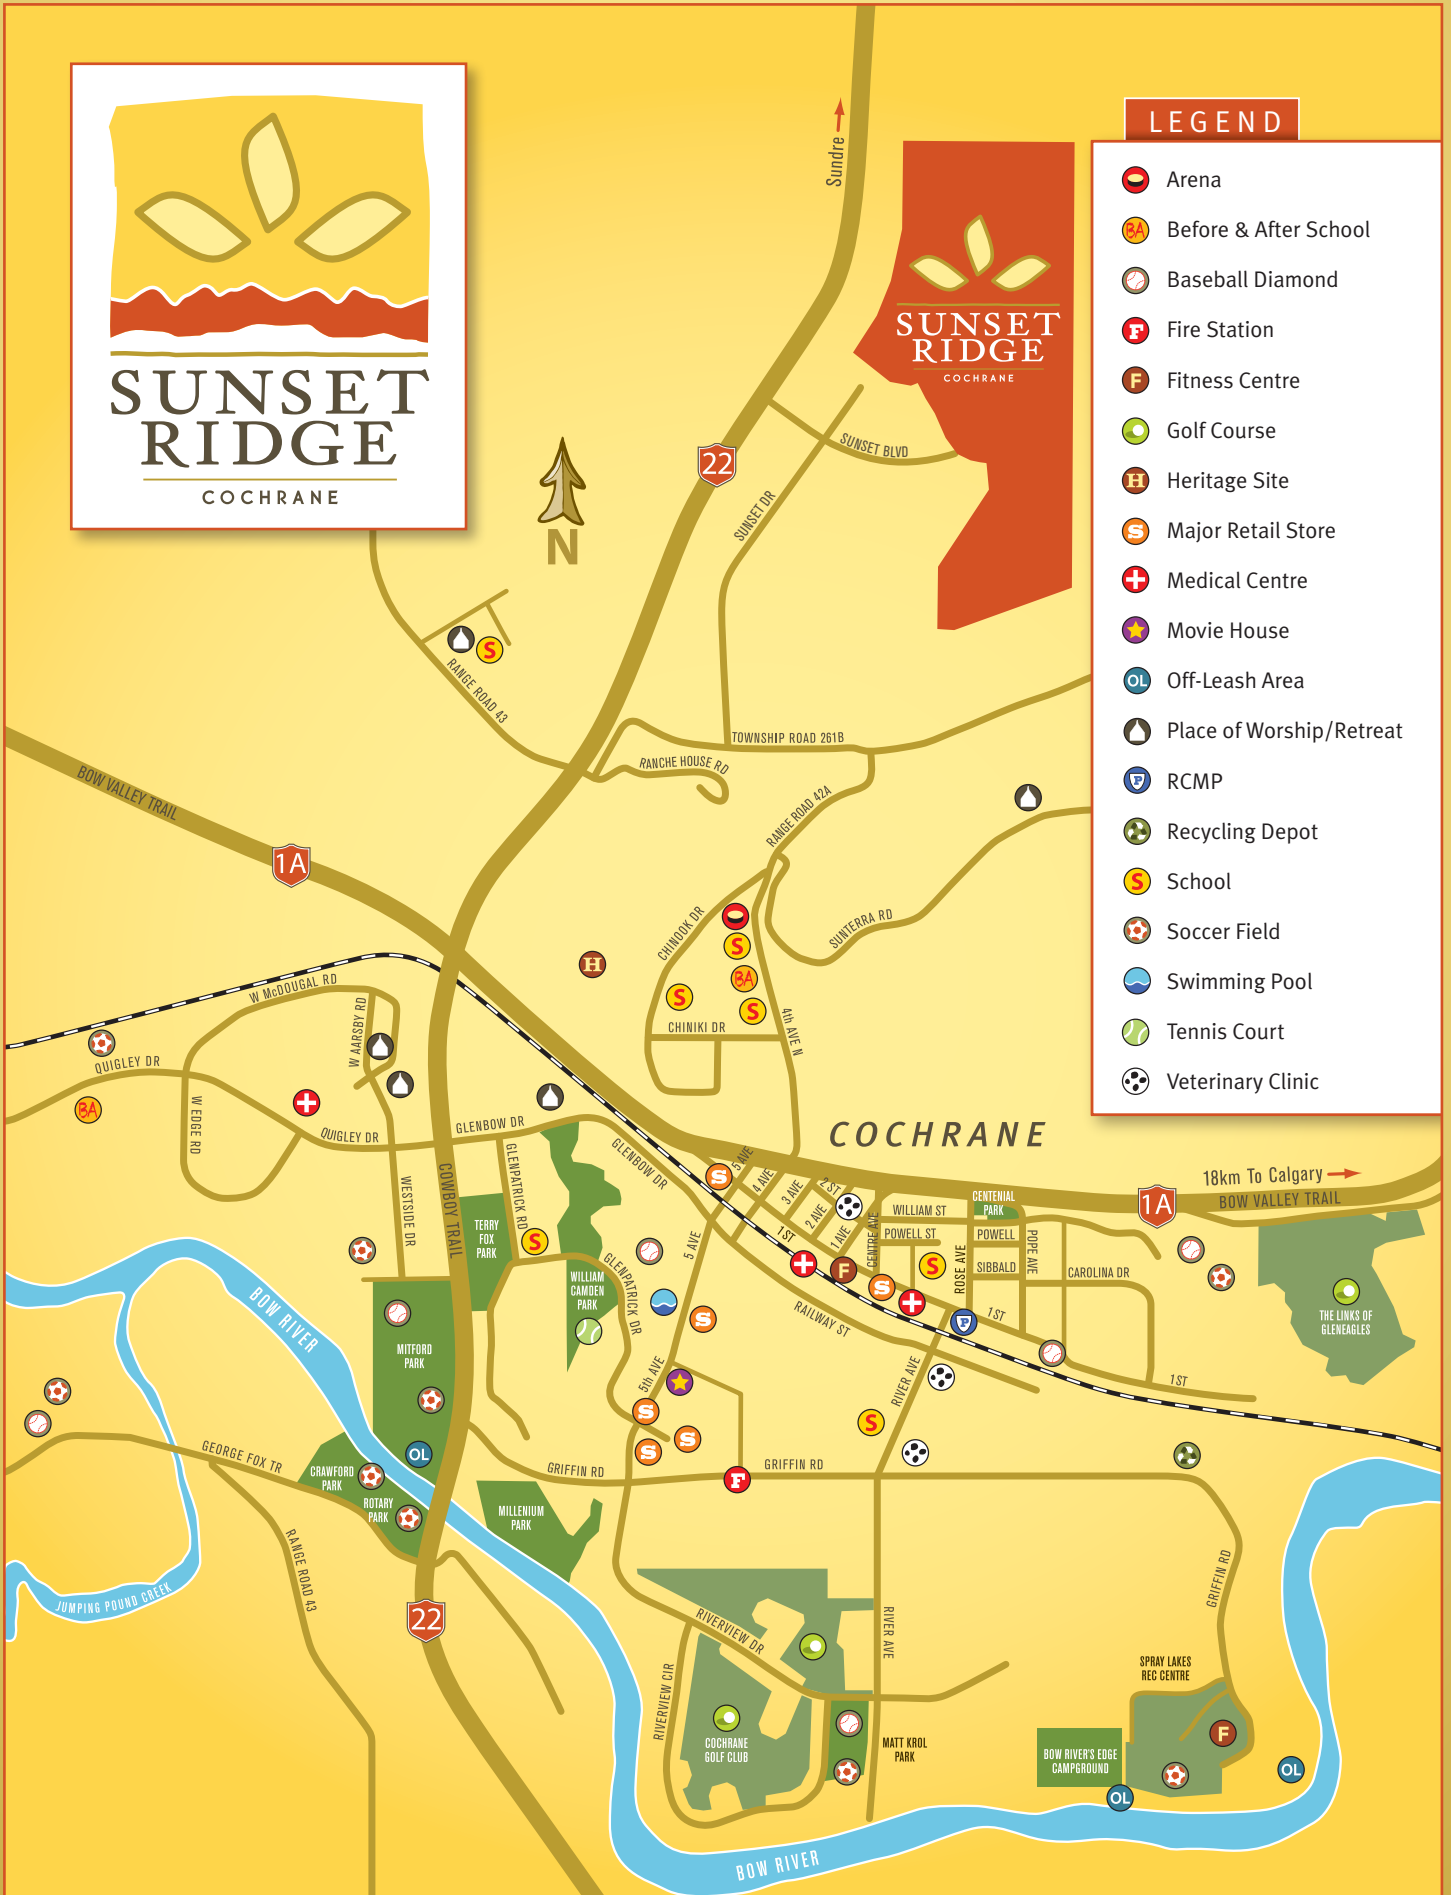 SUNSET
RIDGE
COCHRANE
Sundre
SUNSET
RIDGE
COCHRANE
LEGEND
Arena
BA
Before & After School
Baseball Diamond
F
Fire Station
F
Fitness Centre
Golf Course
H
Heritage Site
S
Major Retail Store
Medical Centre
Movie House
OL
Off-Leash Area
Place of Worship/Retreat
P
RCMP
Recycling Depot
S
School
Soccer Field
Swimming Pool
Tennis Court
Veterinary Clinic
N
22
SUNSET BLVD
SUNSET DR
S
RANGE ROAD 43
TOWNSHIP ROAD 261B
RANCHE HOUSE RD
BOW VALLEY TRAIL
1A
RANGE ROAD 42A
CHINOOK DR
SUNTERRA RD
S
H
BA
S
S
CHINIKI DR
4th AVE N
W McDOUGAL RD
W AARSBY RD
QUIGLEY DR
BA
W EDGE RD
QUIGLEY DR
GLENBOW DR
GLENBOW DR
COCHRANE
18km To Calgary
1A
BOW VALLEY TRAIL
COWBOY TRAIL
WESTSIDE DR
GLENPATRICK RD
S
5 AVE
4 AVE
3 AVE
2 ST
2 AVE
1 AVE
1ST
CENTRE AVE
WILLIAM ST
POWELL ST
CENTENIAL
PARK
POWELL
SIBBALD
ROSE AVE
POPE AVE
CAROLINA DR
TERRY
FOX
PARK
S
WILLIAM
CAMDEN
PARK
GLENPATRICK DR
5 AVE
S
F
S
S
P
1ST
RAILWAY ST
THE LINKS OF
GLENEAGLES
BOW RIVER
MITFORD
PARK
5th AVE
S
S
S
RIVER AVE
S
1ST
OL
GEORGE FOX TR
CRAWFORD
PARK
ROTARY
PARK
GRIFFIN RD
F
GRIFFIN RD
MILLENIUM
PARK
RANGE ROAD 43
JUMPING POUND CREEK
22
GRIFFIN RD
RIVERVIEW DR
RIVER AVE
RIVERVIEW CIR
SPRAY LAKES
REC CENTRE
COCHRANE
GOLF CLUB
MATT KROL
PARK
BOW RIVER'S EDGE
CAMPGROUND
F
OL
OL
BOW RIVER